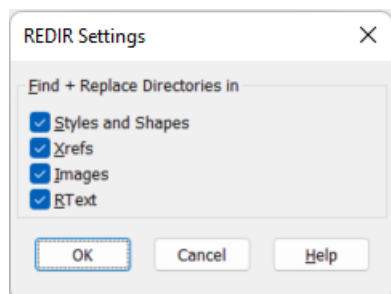 REDIR Settings
Find + Replace Directories in
Styles and Shapes
Xrefs
Images
RText
OK Cancel Help